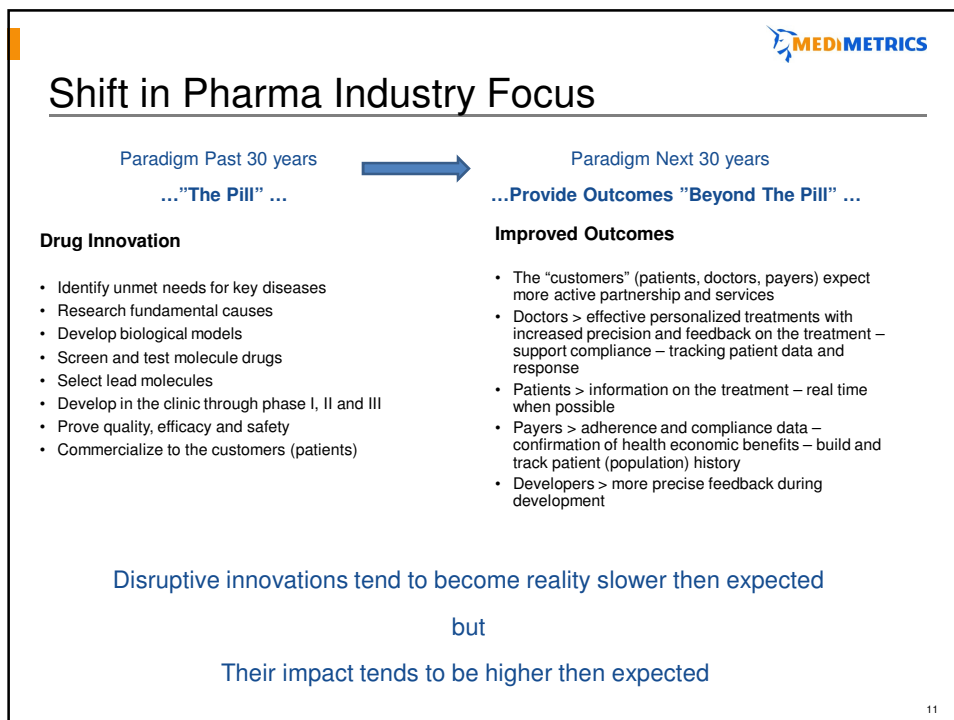 MEDIMETRICS
Shift in Pharma Industry Focus
Paradigm Past 30 years
…”The Pill” …
Drug Innovation
• Identify unmet needs for key diseases
• Research fundamental causes
• Develop biological models
• Screen and test molecule drugs
• Select lead molecules
• Develop in the clinic through phase I, II and III
• Prove quality, efficacy and safety
• Commercialize to the customers (patients)
Paradigm Next 30 years
…Provide Outcomes ”Beyond The Pill” …
Improved Outcomes
• The “customers” (patients, doctors, payers) expect
more active partnership and services
• Doctors > effective personalized treatments with
increased precision and feedback on the treatment –
support compliance – tracking patient data and
response
• Patients > information on the treatment – real time
when possible
• Payers > adherence and compliance data –
confirmation of health economic benefits – build and
track patient (population) history
• Developers > more precise feedback during
development
Disruptive innovations tend to become reality slower then expected
but
Their impact tends to be higher then expected
11